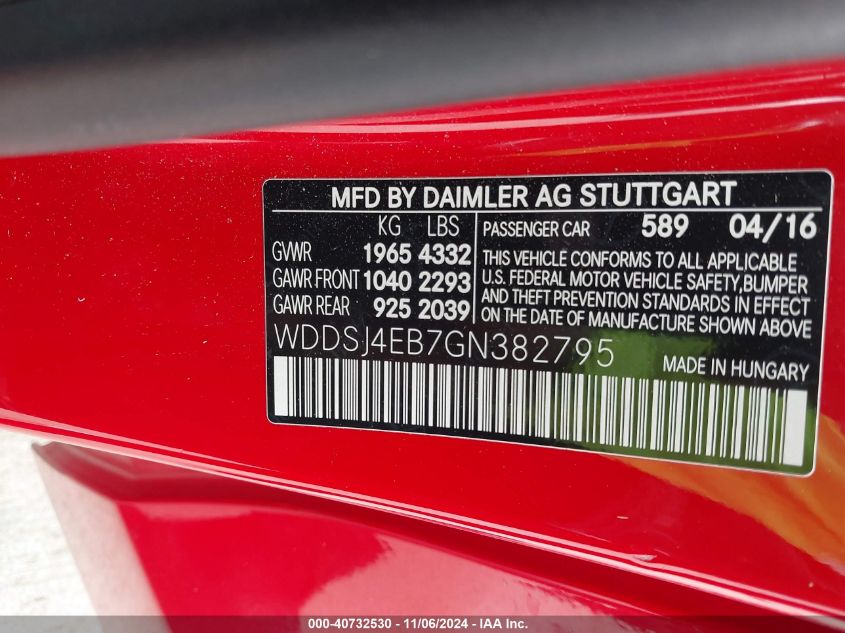 MFD BY DAIMLER AG STUTTGART
KG LBS
GVWR 1965 4332
GAWR FRONT 1040 2293
GAWR REAR 925 2039
PASSENGER CAR 589 04/16
THIS VEHICLE CONFORMS TO ALL APPLICABLE
U.S. FEDERAL MOTOR VEHICLE SAFETY, BUMPER
AND THEFT PREVENTION STANDARDS IN EFFECT
ON THE DATE OF MANUFACTURE SHOWN ABOVE
WDDSJ4EB7GN382795
MADE IN HUNGARY
000-40732530 - 11/06/2024 - IAA Inc.